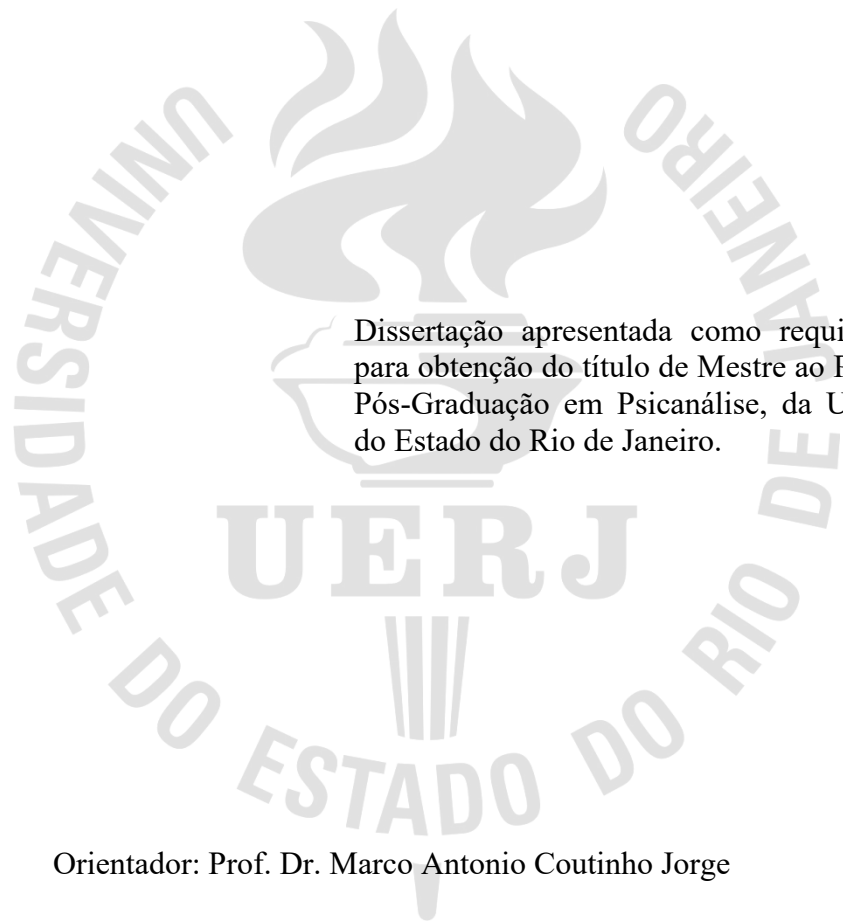 UNIVERSIDADE DO ESTADO DO RIO DE JANEIRO
Dissertação apresentada como
para obtenção do título de Mestre ao
Pós-Graduação em Psicanálise, da
do Estado do Rio de Janeiro.
UERJ
Orientador: Prof. Dr. Marco Antonio Coutinho Jorge